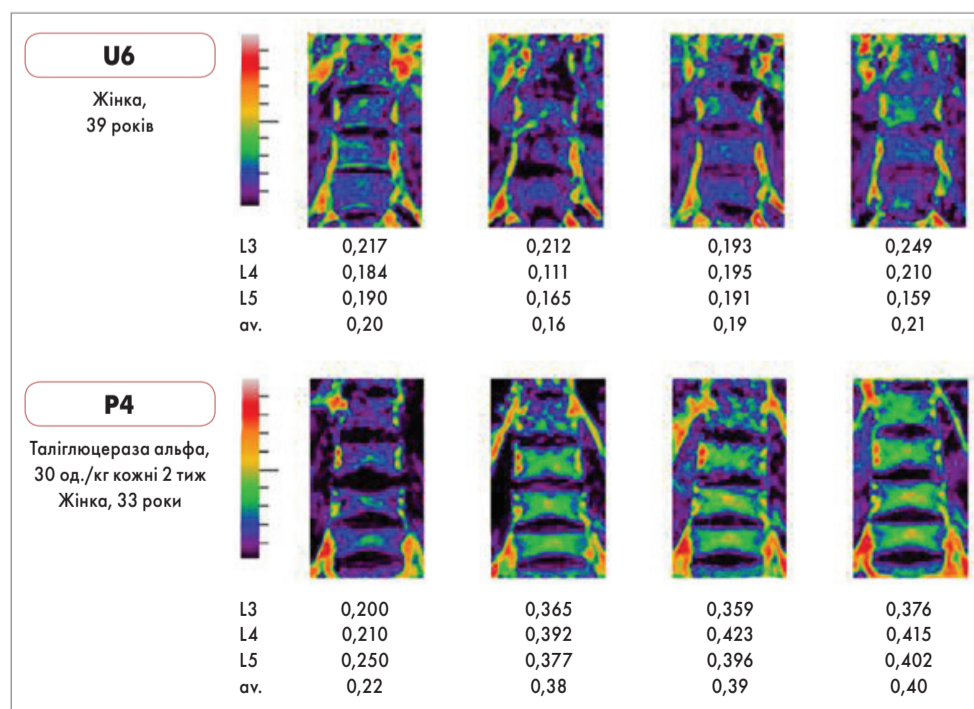 U6
Жінка,
39 років
L3 0,217 0,212 0,193 0,249
L4 0,184 0,111 0,195 0,210
L5 0,190 0,165 0,191 0,159
av. 0,20 0,16 0,19 0,21
P4
Таліглюцераза альфа,
30 од./кг кожні 2 тиж
Жінка, 33 роки
L3 0,200 0,365 0,359 0,376
L4 0,210 0,392 0,423 0,415
L5 0,250 0,377 0,396 0,402
av. 0,22 0,38 0,39 0,40